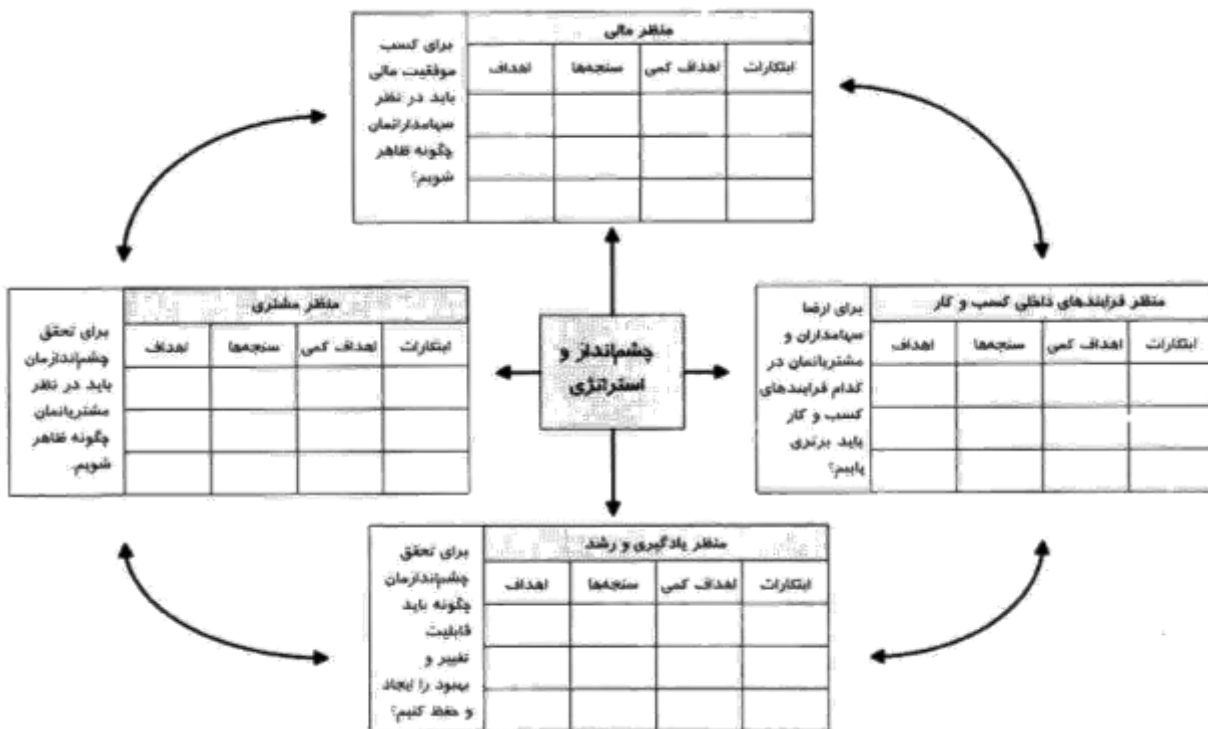 منظر مالی
برای کسب
موفقیت مالی
باید در نظر
سهامدارانمان
چگونه ظاهر
شویم؟
اهداف
سنجه‌ها
اهداف کمی
ابتکارات
منظر مشتری
برای تحقق
چشم‌اندازمان
باید در نظر
مشتریانمان
چگونه ظاهر
شویم.
اهداف
سنجه‌ها
اهداف کمی
ابتکارات
چشم‌انداز و
استراتژی
منظر فرایندهای داخلی کسب و کار
برای ارضا
سهامداران و
مشتریانمان در
کدام فرایندهای
کسب و کار
باید برتری
یابیم؟
اهداف
سنجه‌ها
اهداف کمی
ابتکارات
منظر یادگیری و رشد
برای تحقق
چشم‌اندازمان
چگونه باید
قابلیت
تغییر و
بهبود را ایجاد
و حفظ کنیم؟
اهداف
سنجه‌ها
اهداف کمی
ابتکارات